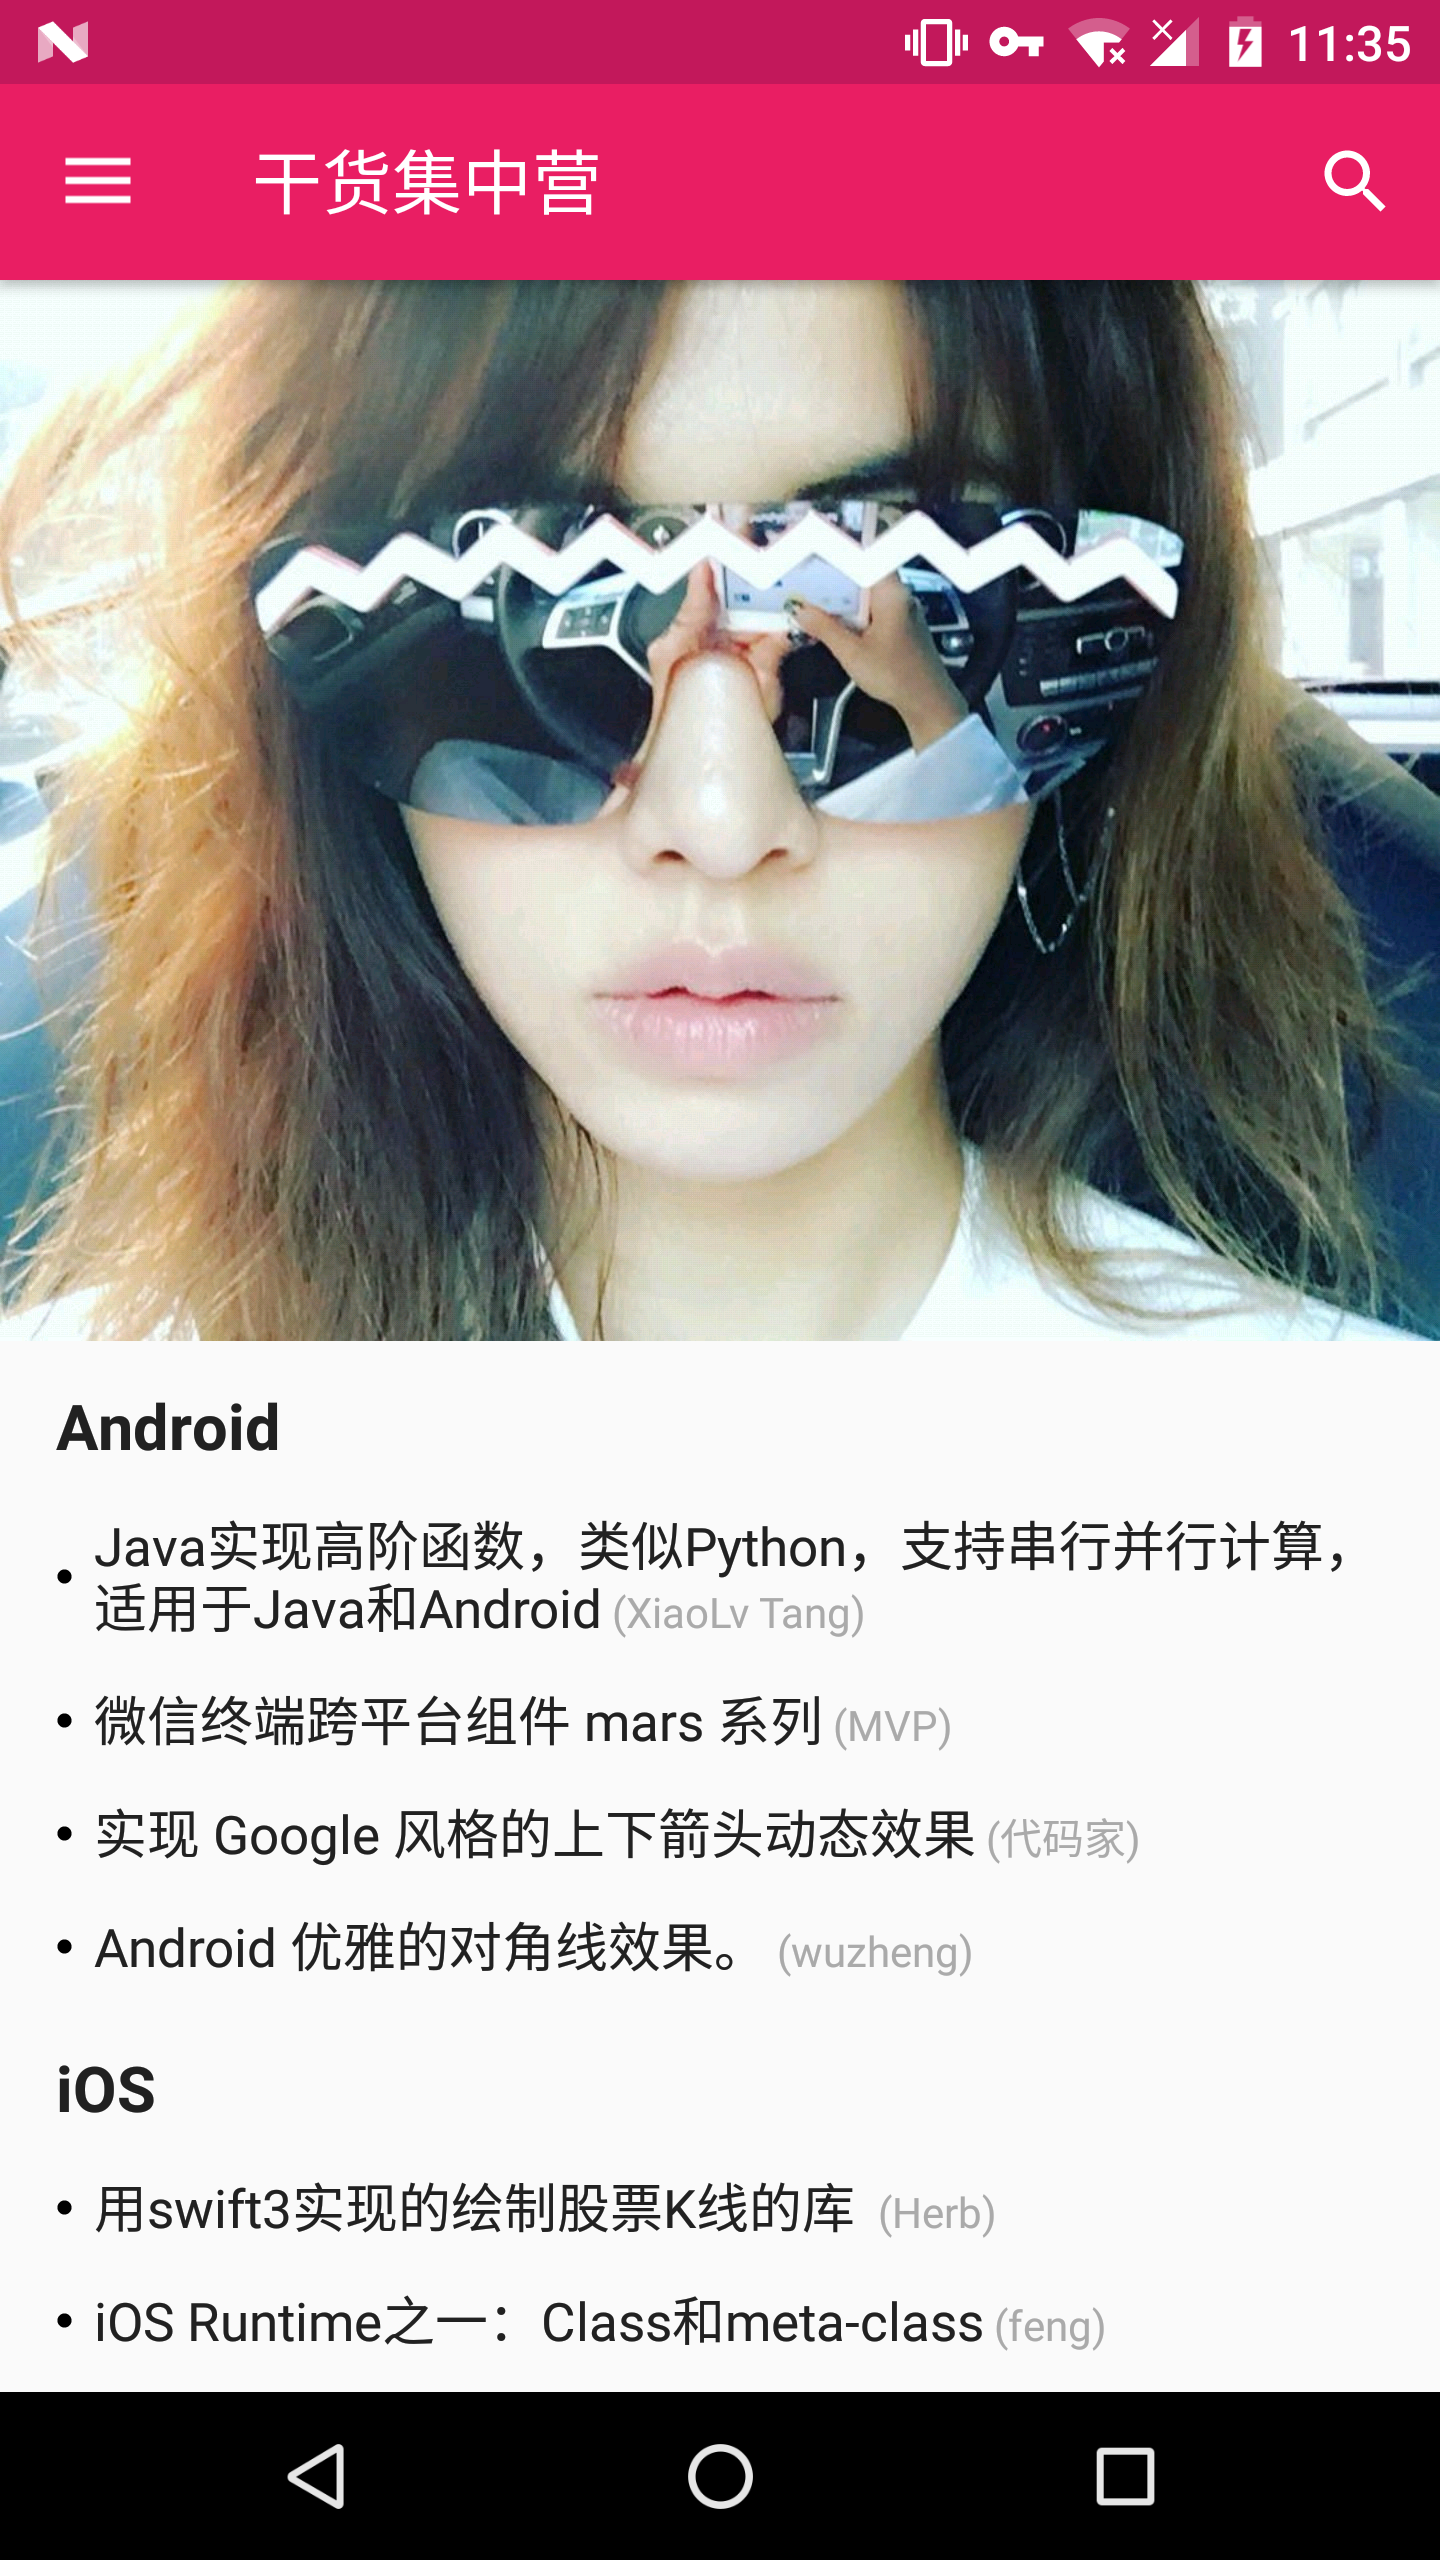 11:35
干货集中营
Android
• Java实现高阶函数，类似Python，支持串行并行计算，
适用于Java和Android (XiaoLv Tang)
• 微信终端跨平台组件 mars 系列 (MVP)
• 实现 Google 风格的上下箭头动态效果 (代码家)
• Android 优雅的对角线效果。 (wuzheng)
iOS
• 用swift3实现的绘制股票K线的库 (Herb)
• iOS Runtime之一：Class和meta-class (feng)